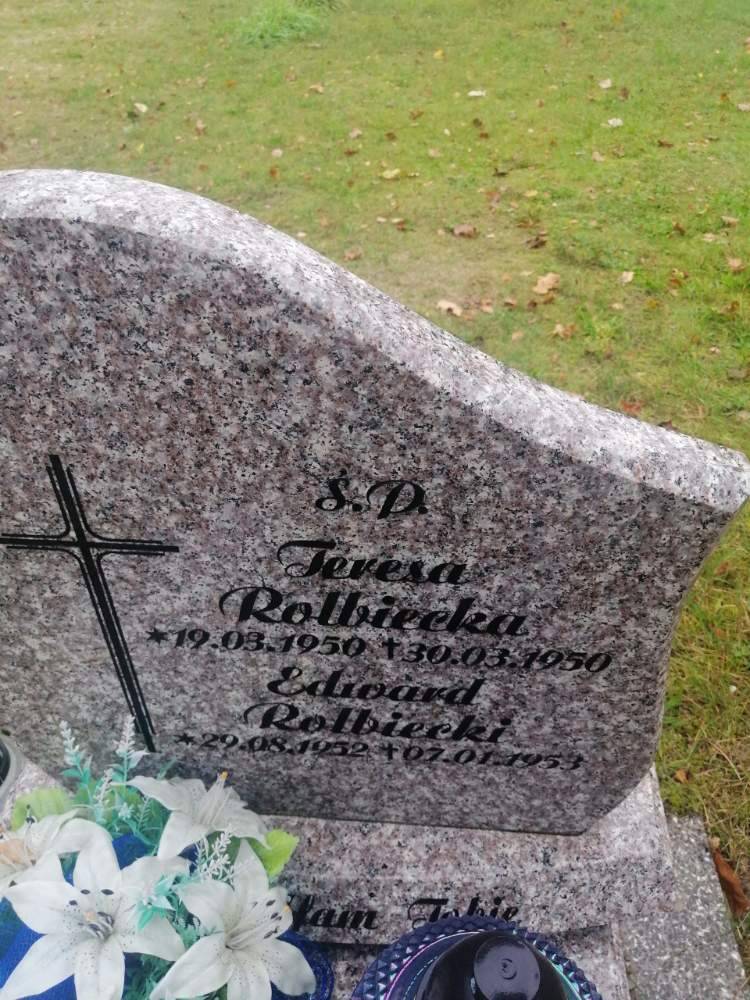 Ś.P.
Teresa
Rolbiecka
*19.03.1950 †30.03.1950
Edward
Rolbiecki
*29.08.1952 †07.01.1953
Tobie